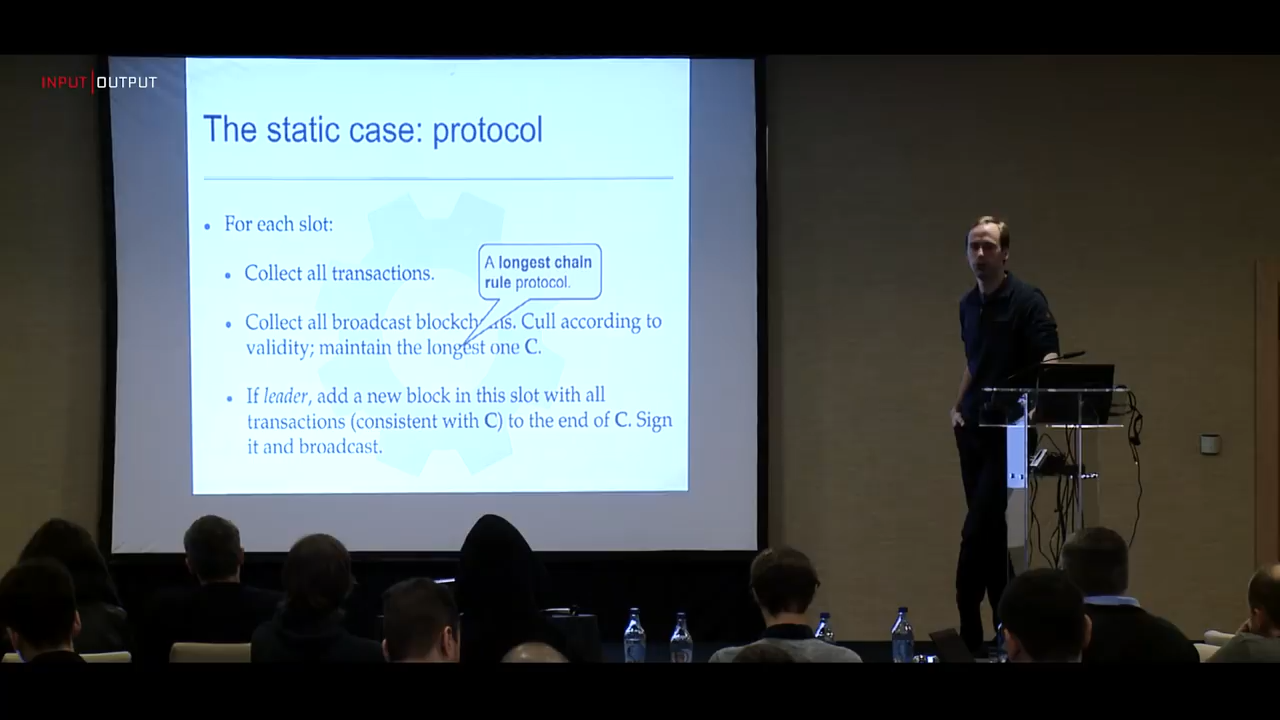 INPUT|OUTPUT
The static case: protocol
• For each slot:
• Collect all transactions.
A longest chain
rule protocol.
• Collect all broadcast blockch ns. Cull according to
validity; maintain the longest one C.
• If leader, add a new block in this slot with all
transactions (consistent with C) to the end of C. Sign
it and broadcast.